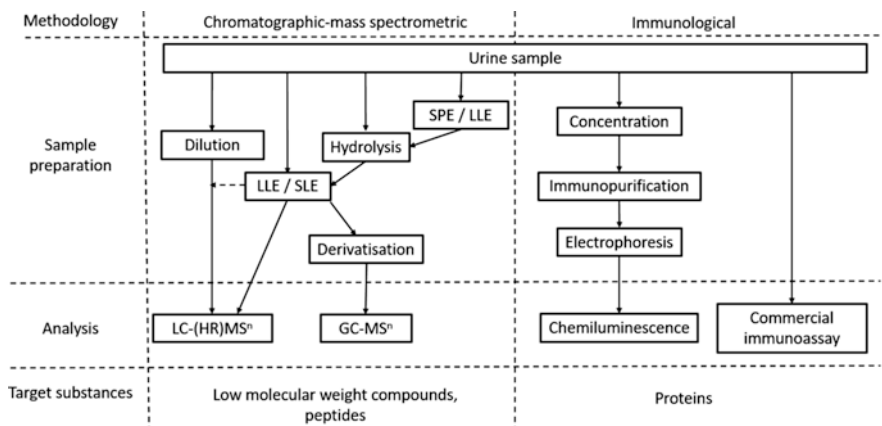 Methodology
Chromatographic-mass spectrometric
Immunological
Urine sample
Sample
preparation
SPE / LLE
Dilution
Hydrolysis
LLE / SLE
Derivatisation
Concentration
Immunopurification
Electrophoresis
Analysis
LC-(HR)MSⁿ
GC-MSⁿ
Chemiluminescence
Commercial
immunoassay
Target substances
Low molecular weight compounds,
peptides
Proteins